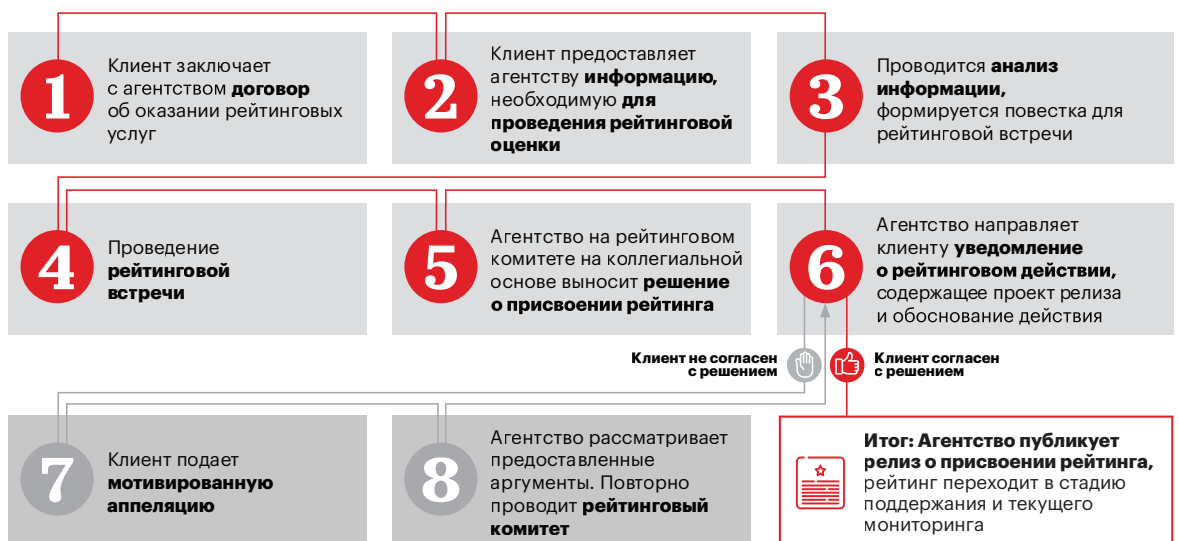 1
Клиент заключает
с агентством договор
об оказании рейтинговых
услуг
2
Клиент предоставляет
агентству информацию,
необходимую для
проведения рейтинговой
оценки
3
Проводится анализ
информации,
формируется повестка для
рейтинговой встречи
4
Проведение
рейтинговой
встречи
5
Агентство на рейтинговом
комитете на коллегиальной
основе выносит решение
о присвоении рейтинга
6
Агентство направляет
клиенту уведомление
о рейтинговом действии,
содержащее проект релиза
и обоснование действия
Клиент не согласен
с решением
Клиент согласен
с решением
7
Клиент подает
мотивированную
аппеляцию
8
Агентство рассматривает
предоставленные
аргументы. Повторно
проводит рейтинговый
комитет
Итог: Агентство публикует
релиз о присвоении рейтинга,
рейтинг переходит в стадию
поддержания и текущего
мониторинга